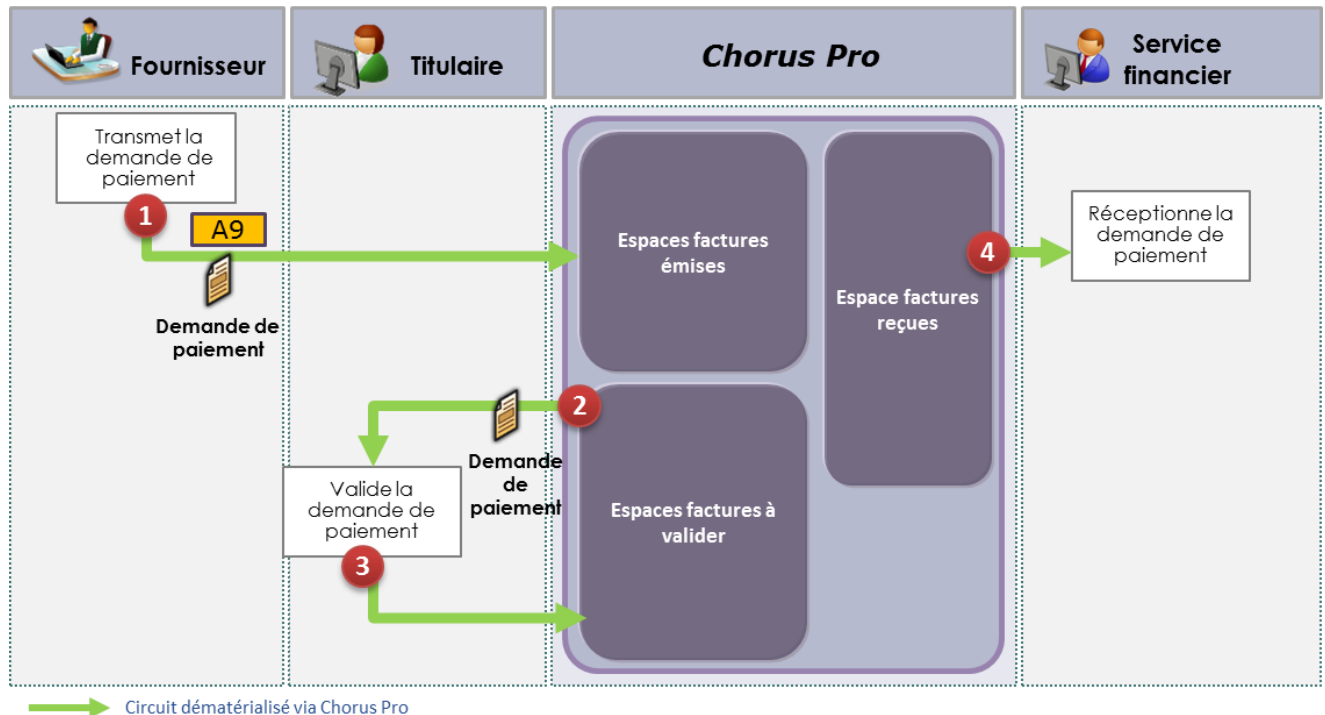 Fournisseur
Titulaire
Chorus Pro
Service
financier
Transmet la
demande de
paiement
1
A9
Demande de
paiement
Espaces factures
émises
Espace factures
reçues
4
Réceptionne la
demande de
paiement
2
Demande
de
paiement
Valide la
demande de
paiement
3
Espaces factures à
valider
Circuit dématérialisé via Chorus Pro